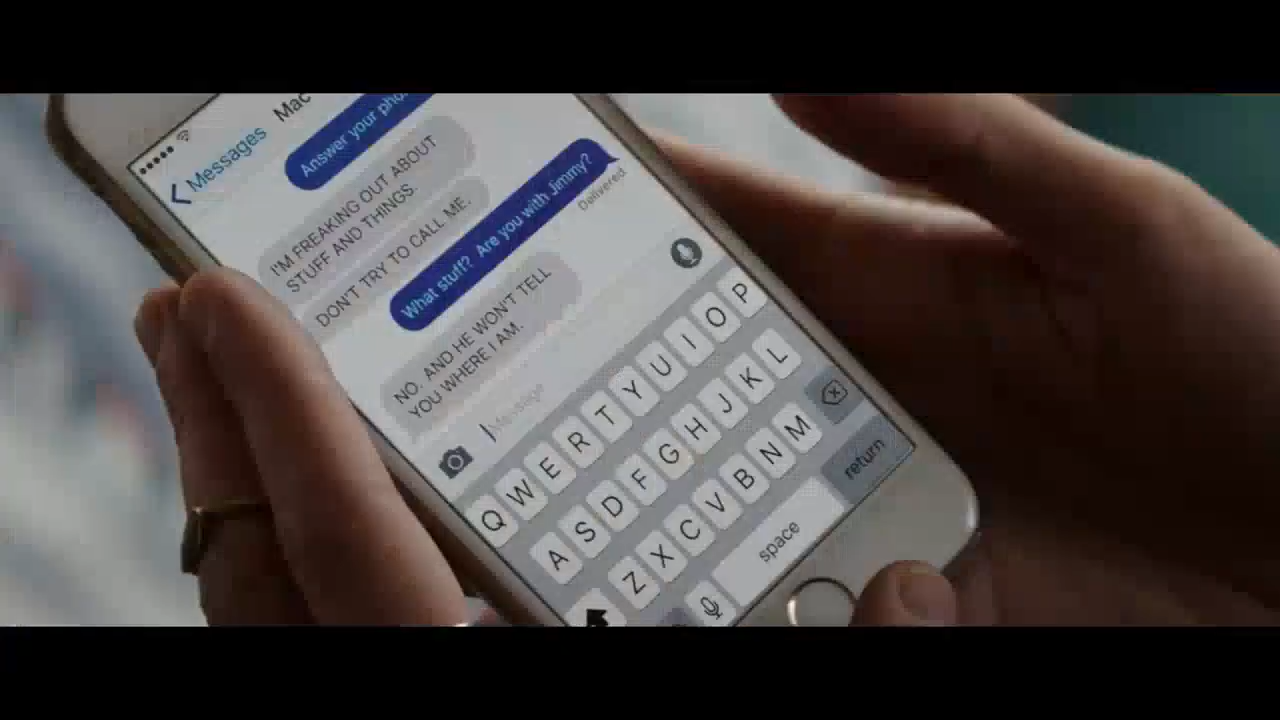 Messages
Mac
Answer your
I'M FREAKING OUT ABOUT
STUFF AND THINGS.
DON'T TRY TO CALL ME.
What stuff? Are you with Jimmy?
Delivered
NO. AND HE WON'T TELL
YOU WHERE I AM.
Message
Q W E R T Y U I O P
A S D F G H J K L
Z X C V B N M
space
return